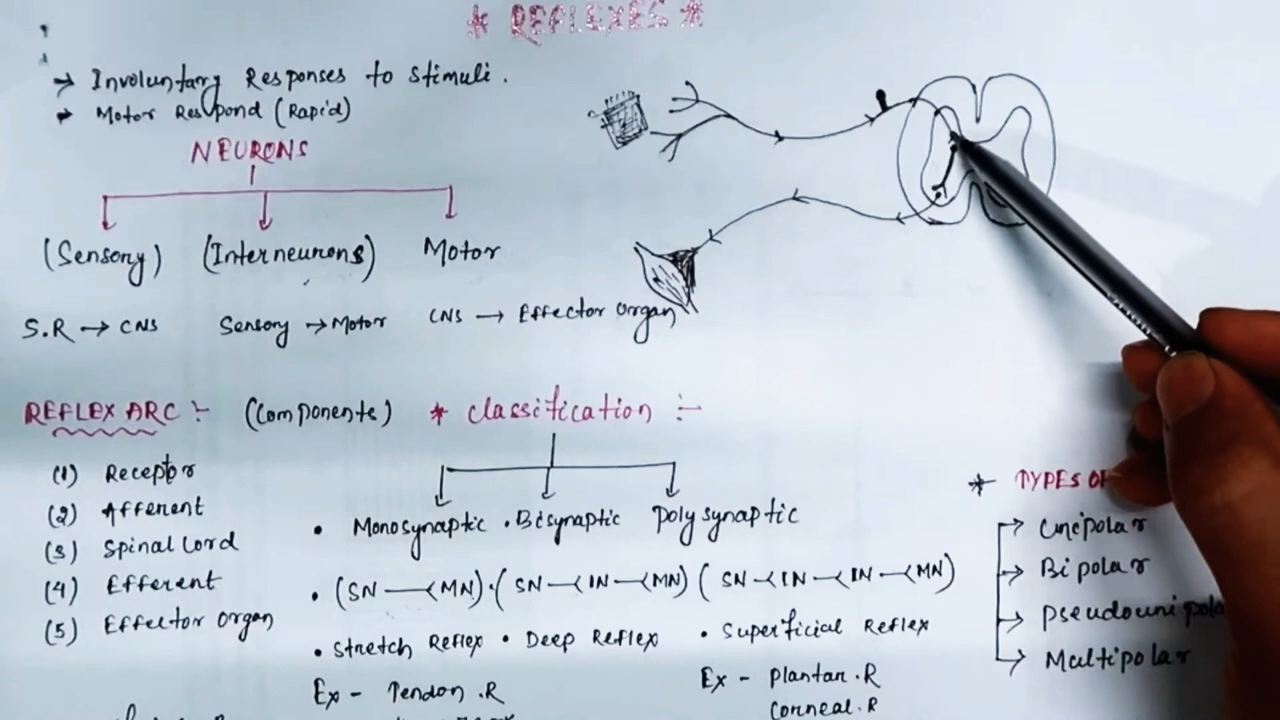 * REFLEXES *
→ Involuntary Responses to stimuli.
→ Motor Respond (Rapid)
NEURONS
(Sensory) (Interneurons) Motor
S.R → CNS Sensory → Motor CNS → Effector Organ
REFLEX ARC :- (Componente) * Classification :-
(1) Receptor
(2) Afferent
(3) Spinal Cord
(4) Efferent
(5) Effector Organ
• Monosynaptic • Bisynaptic Polysynaptic
• (SN —< MN) • (SN —< IN —< MN) (SN —< IN —< IN —< MN)
• Stretch Reflex • Deep Reflex • Superficial Reflex
Ex - Tendon .R Ex - Plantar .R
Corneal .R
* TYPES OF
→ Unipolar
→ Bipolar
→ Pseudounipola
→ Multipolar